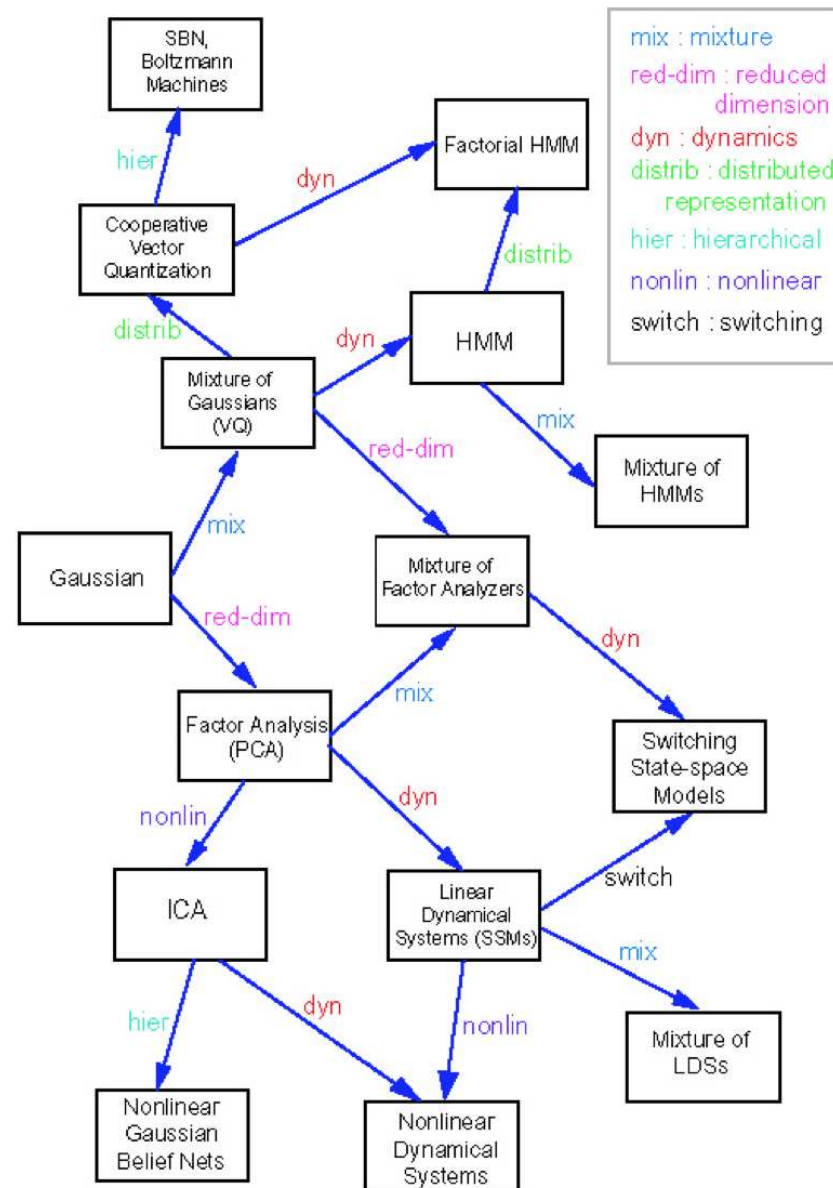 SBN,
Boltzmann
Machines
mix : mixture
red-dim : reduced
dimension
dyn : dynamics
distrib : distributed
representation
hier : hierarchical
nonlin : nonlinear
switch : switching
hier
dyn
Factorial HMM
Cooperative
Vector
Quantization
distrib
distrib
dyn
HMM
Mixture of
Gaussians
(VQ)
red-dim
mix
Mixture of
HMMs
mix
Gaussian
Mixture of
Factor Analyzers
red-dim
dyn
mix
Factor Analysis
(PCA)
Switching
State-space
Models
nonlin
dyn
switch
ICA
Linear
Dynamical
Systems (SSMs)
mix
hier
dyn
nonlin
Mixture of
LDSs
Nonlinear
Gaussian
Belief Nets
Nonlinear
Dynamical
Systems